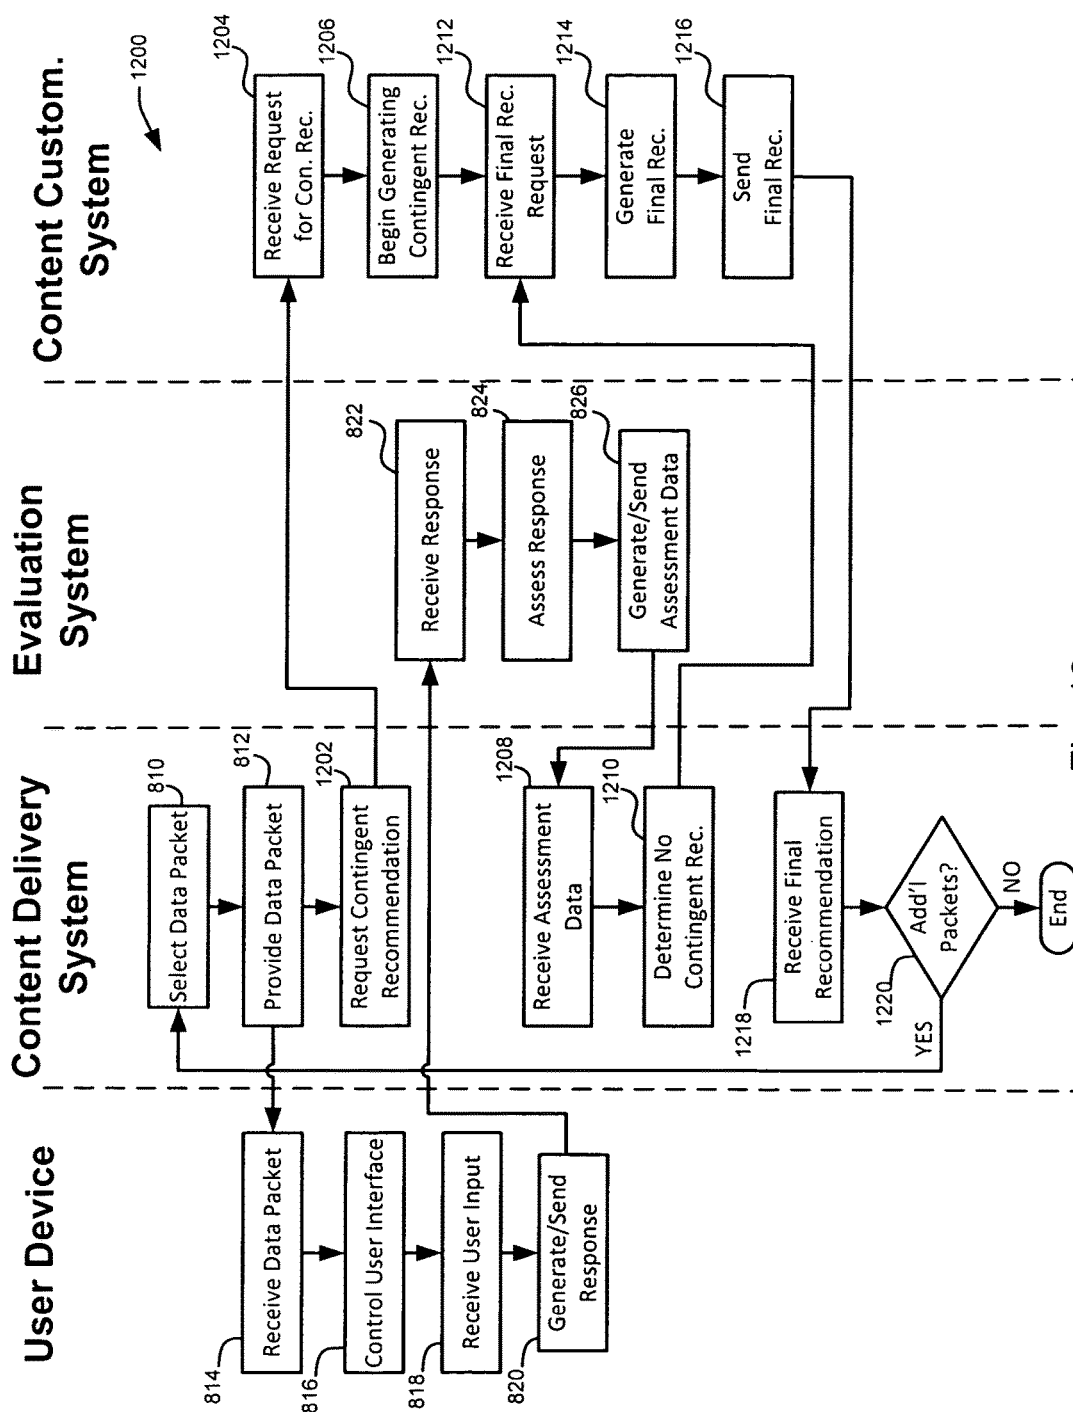 User Device
Content Delivery
System
Evaluation
System
Content Custom.
System
1200
814
Receive Data Packet
816
Control User Interface
818
Receive User Input
820
Generate/Send
Response
810
Select Data Packet
812
Provide Data Packet
1202
Request Contingent
Recommendation
1208
Receive Assessment
Data
1210
Determine No
Contingent Rec.
1218
Receive Final
Recommendation
1220
Add'l
Packets?
YES
NO
End
822
Receive Response
824
Assess Response
826
Generate/Send
Assessment Data
1204
Receive Request
for Con. Rec.
1206
Begin Generating
Contingent Rec.
1212
Receive Final Rec.
Request
1214
Generate
Final Rec.
1216
Send
Final Rec.